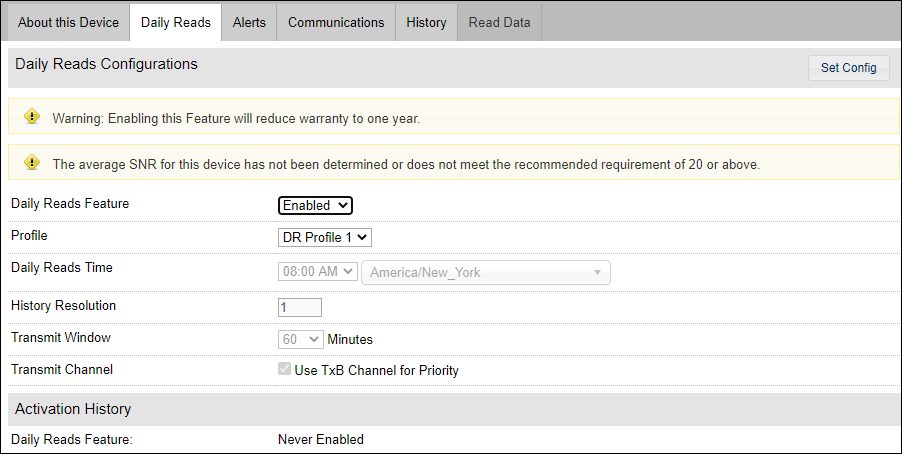 About this Device Daily Reads Alerts Communications History Read Data
Daily Reads Configurations Set Config
Warning: Enabling this Feature will reduce warranty to one year.
The average SNR for this device has not been determined or does not meet the recommended requirement of 20 or above.
Daily Reads Feature Enabled
Profile DR Profile 1
Daily Reads Time 08:00 AM America/New_York
History Resolution 1
Transmit Window 60 Minutes
Transmit Channel Use TxB Channel for Priority
Activation History
Daily Reads Feature: Never Enabled